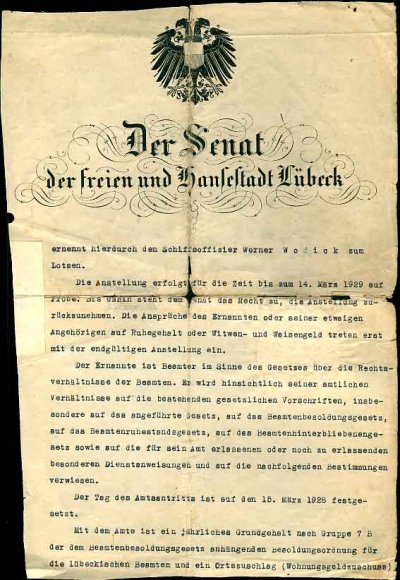 Der Senat
der freien und Hansestadt Lübeck
ernennt hierdurch den Schiffsoffizier Werner W o d i c k zum
Lotsen.
Die Anstellung erfolgt für die Zeit bis zum 14. März 1929 auf
Probe. Bis dahin steht dem Senat das Recht zu, die Anstellung zu-
rückzunehmen. Die Ansprüche des Ernannten oder seiner etwaigen
Angehörigen auf Ruhegehalt oder Witwen- und Waisengeld treten erst
mit der endgültigen Anstellung ein.
Der Ernannte ist Beamter im Sinne des Gesetzes über die Rechts-
verhältnisse der Beamten. Er wird hinsichtlich seiner amtlichen
Verhältnisse auf die bestehenden gesetzlichen Vorschriften, insbe-
sondere auf das angeführte Gesetz, auf das Beamtenbesoldungsgesetz,
auf das Beamtenruhestandsgesetz, auf das Beamtenhinterbliebenenge-
setz sowie auf die für sein Amt erlassenen oder noch zu erlassenden
besonderen Dienstanweisungen und auf die nachfolgenden Bestimmungen
verwiesen.
Der Tag des Amtsantritts ist auf den 15. März 1928 festge-
setzt.
Mit dem Amte ist ein jährliches Grundgehalt nach Gruppe 7 B
der dem Beamtenbesoldungsgesetz anhängenden Besoldungsordnung für
die lübeckischen Beamten und ein Ortszuschlag (Wohnungsgeldzuschuss)